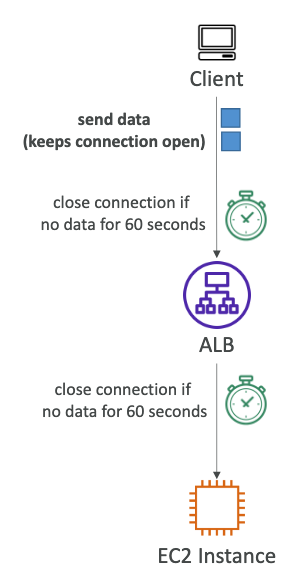 Client
send data
(keeps connection open)
close connection if
no data for 60 seconds
ALB
close connection if
no data for 60 seconds
EC2 Instance